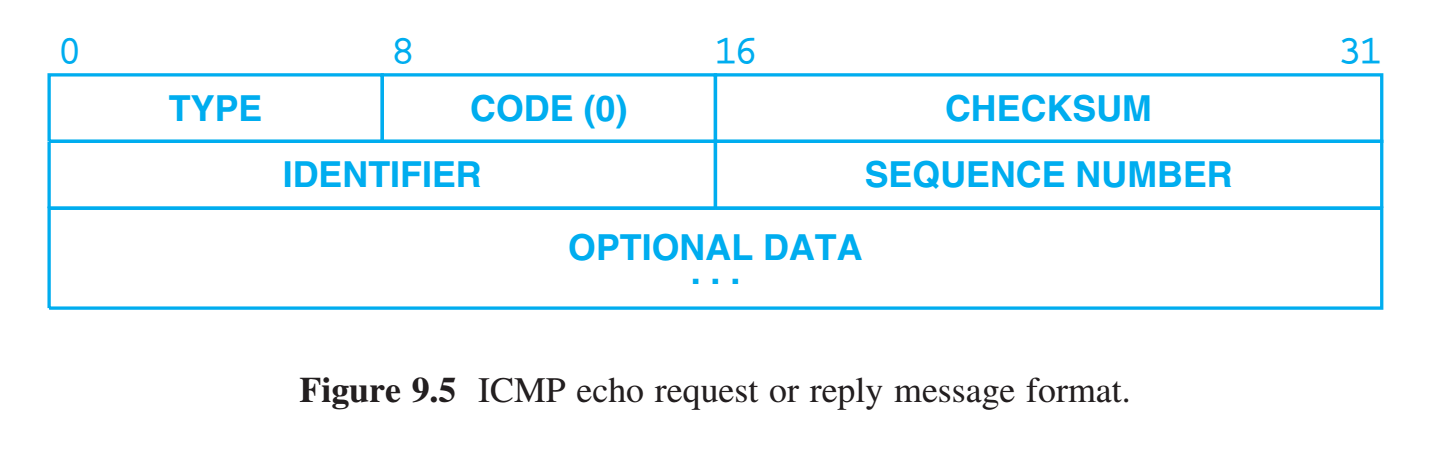 0 8 16 31
TYPE CODE (0) CHECKSUM
IDENTIFIER SEQUENCE NUMBER
OPTIONAL DATA
. . .
Figure 9.5 ICMP echo request or reply message format.